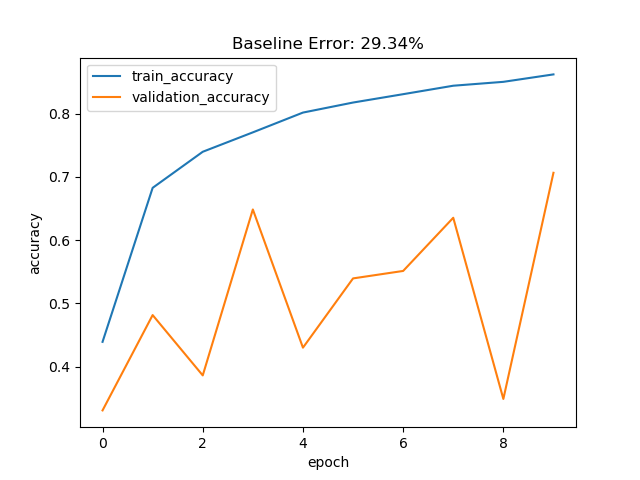 Baseline Error: 29.34%
train_accuracy
validation_accuracy
accuracy
0.8
0.7
0.6
0.5
0.4
0 2 4 6 8
epoch